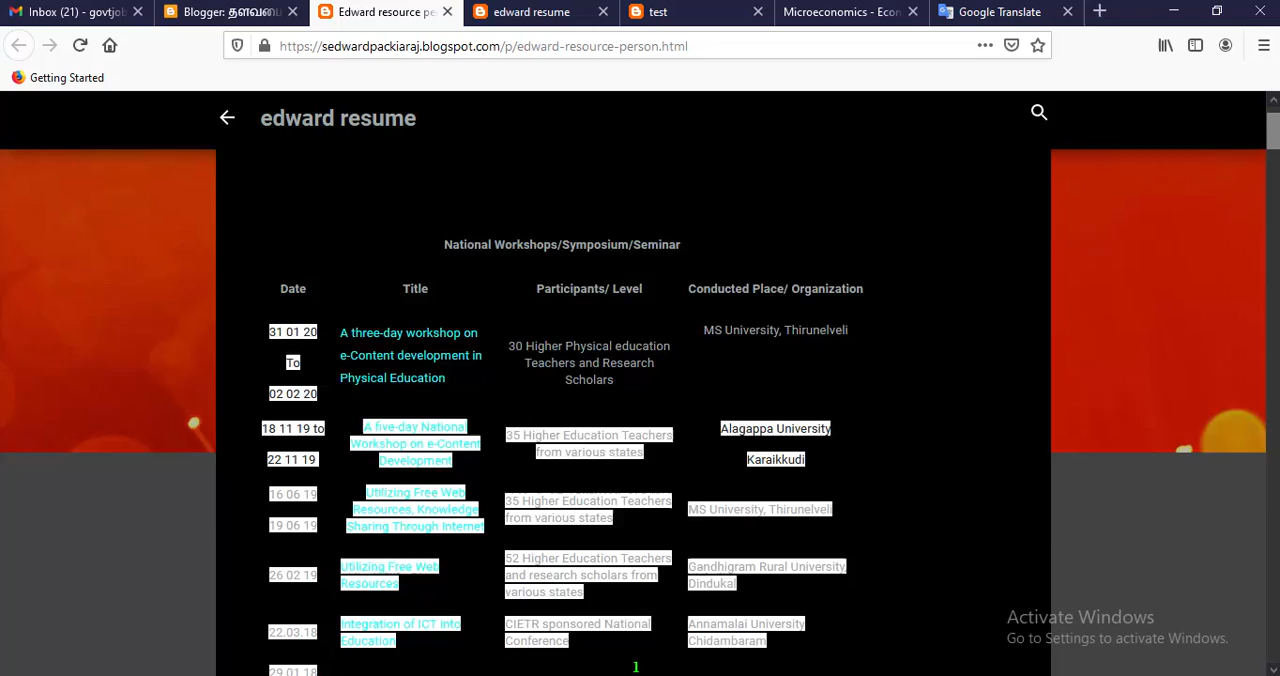 Inbox (21) - govtjob
Blogger: தலைவை
Edward resource pe
edward resume
test
Microeconomics - Econ
Google Translate
https://sedwardpackiaraj.blogspot.com/p/edward-resource-person.html
Getting Started
edward resume
National Workshops/Symposium/Seminar
Date Title Participants/ Level Conducted Place/ Organization
31 01 20
To
02 02 20
A three-day workshop on
e-Content development in
Physical Education
30 Higher Physical education
Teachers and Research
Scholars
MS University, Thirunelveli
18 11 19 to
22 11 19
A five-day National
Workshop on e-Content
Development
35 Higher Education Teachers
from various states
Alagappa University
Karaikkudi
16 06 19
19 06 19
Utilizing Free Web
Resources, Knowledge
Sharing Through Internet
35 Higher Education Teachers
from various states
MS University, Thirunelveli
26 02 19
Utilizing Free Web
Resources
52 Higher Education Teachers
and research scholars from
various states
Gandhigram Rural University,
Dindukal
22.03.18
Integration of ICT into
Education
CIETR sponsored National
Conference
Annamalai University
Chidambaram
29 01 18
1
Activate Windows
Go to Settings to activate Windows.